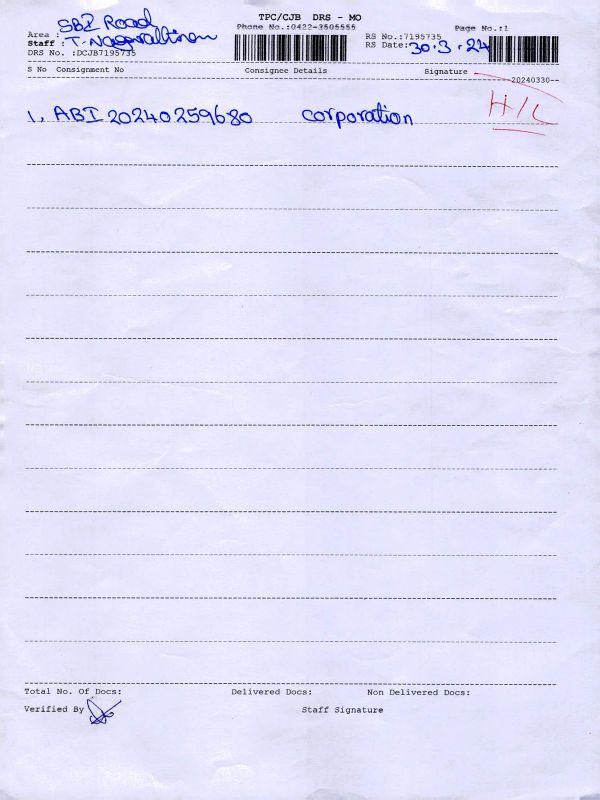 TPC/CJB DRS - MO
Phone No.:0422-3505555
Page No.:1
Area : SBI Road
Staff : T.
DRS No. :DCJB7195735
RS No.:7195735
RS Date: 30.3.24
S No Consignment No Consignee Details Signature
--20240330--
1, ABI 20240259680 corporation H/L
Total No. Of Docs: Delivered Docs: Non Delivered Docs:
Verified By Staff Signature